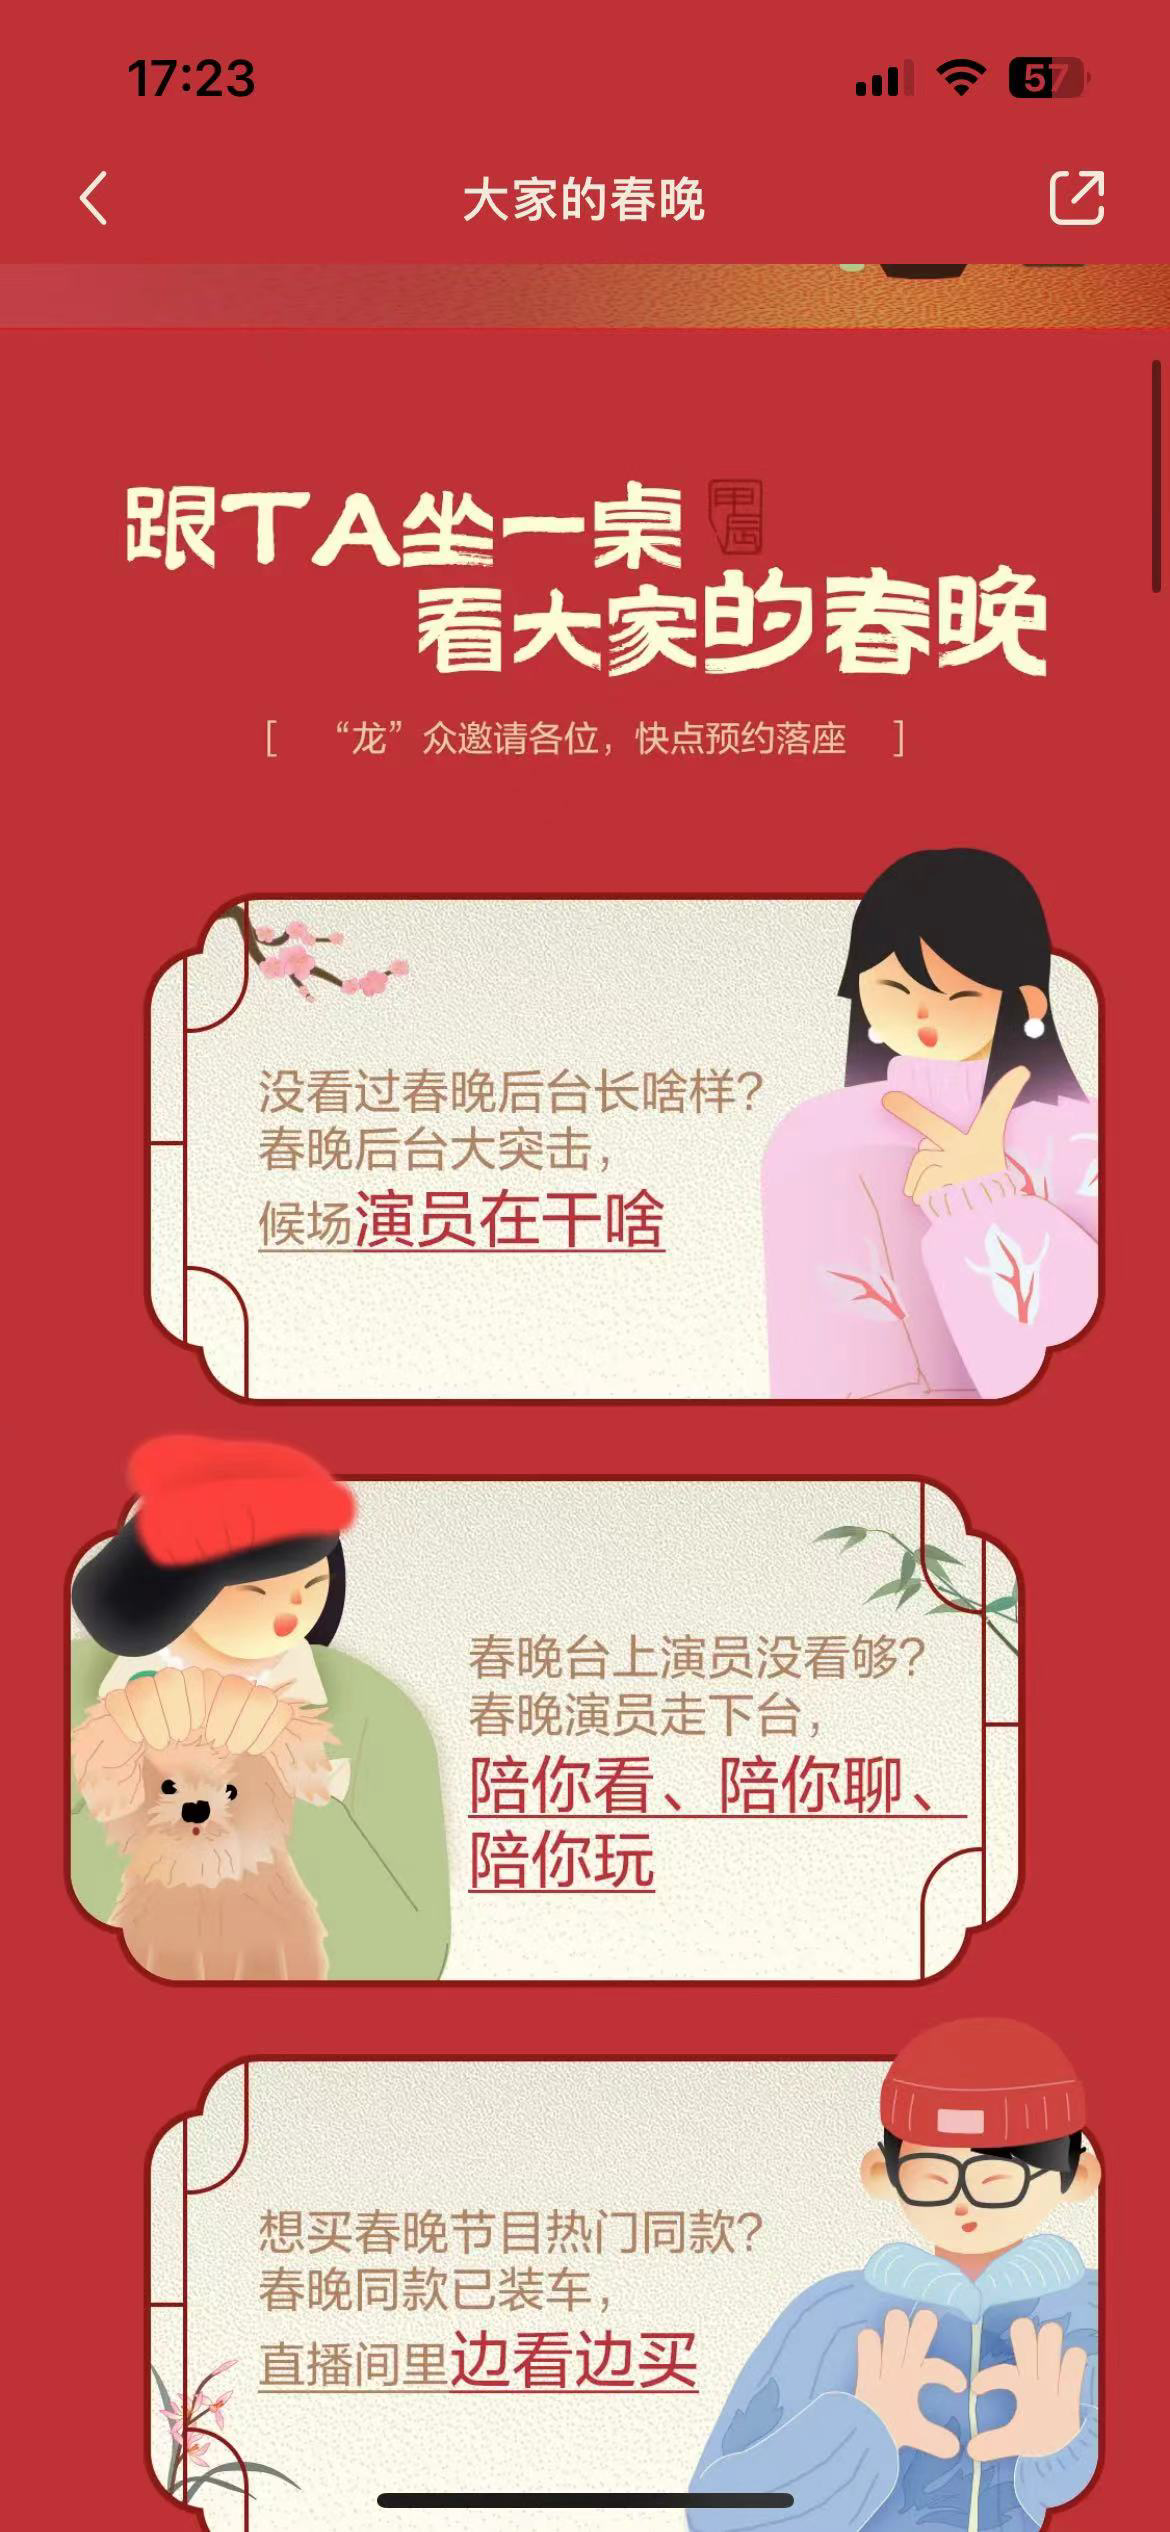 17:23
57
大家的春晚
跟TA坐一桌
甲辰
看大家的春晚
[ “龙”众邀请各位，快点预约落座 ]
没看过春晚后台长啥样？
春晚后台大突击，
候场演员在干啥
春晚台上演员没看够？
春晚演员走下台，
陪你看、陪你聊、
陪你玩
想买春晚节目热门同款？
春晚同款已装车，
直播间里边看边买